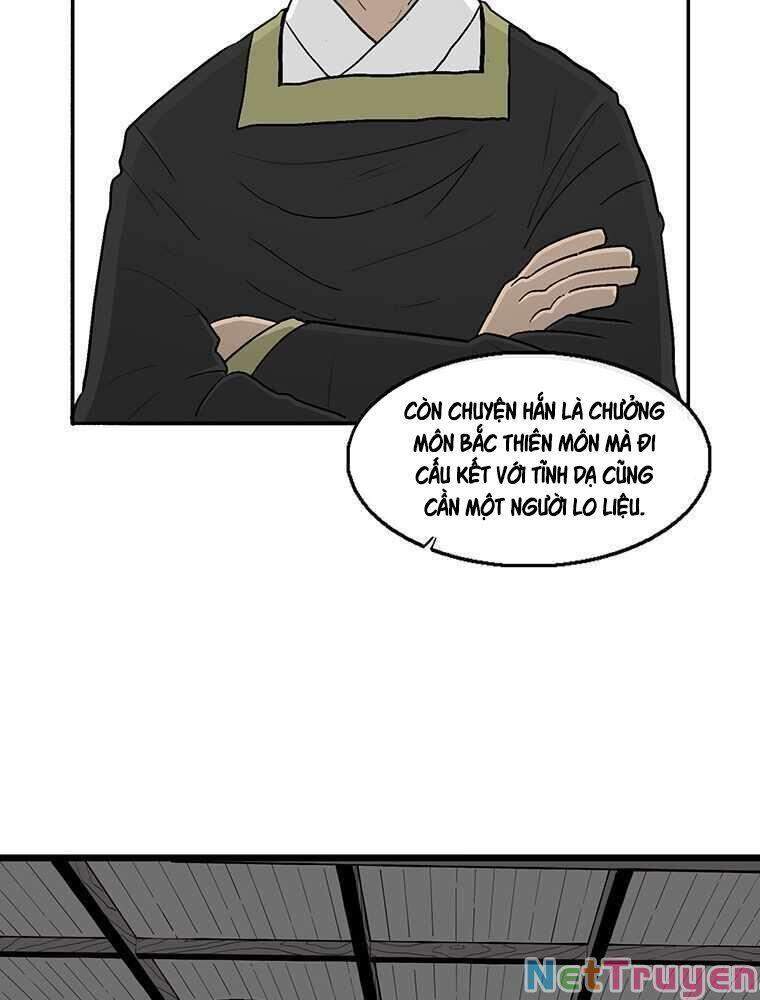 CÒN CHUYỆN HẮN LÀ CHƯỞNG
MÔN BẮC THIÊN MÔN MÀ ĐI
CẤU KẾT VỚI TĨNH DẠ CŨNG
CẦN MỘT NGƯỜI LO LIỆU.
NetTruyen